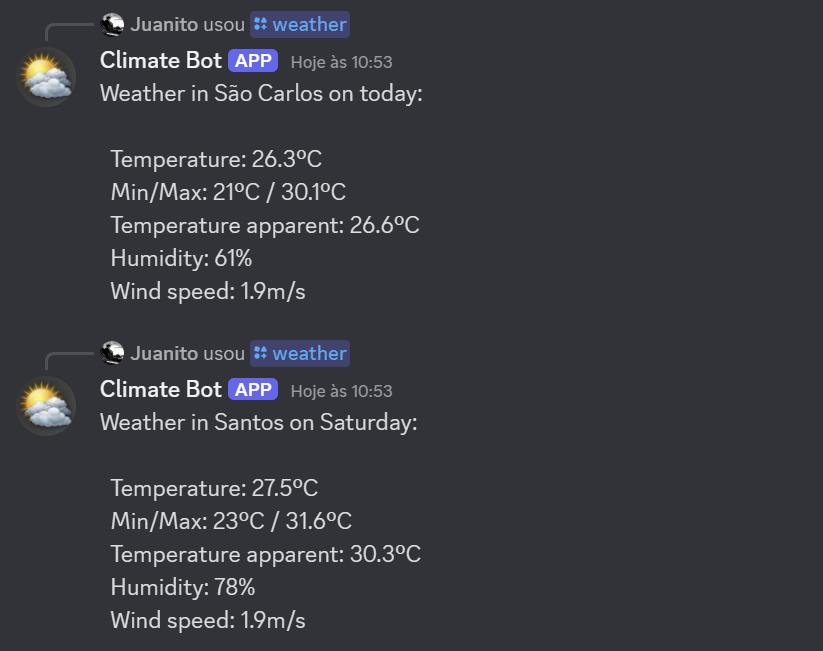 Juanito usou weather
Climate Bot APP Hoje às 10:53
Weather in São Carlos on today:
Temperature: 26.3ºC
Min/Max: 21ºC / 30.1ºC
Temperature apparent: 26.6ºC
Humidity: 61%
Wind speed: 1.9m/s
Juanito usou weather
Climate Bot APP Hoje às 10:53
Weather in Santos on Saturday:
Temperature: 27.5ºC
Min/Max: 23ºC / 31.6ºC
Temperature apparent: 30.3ºC
Humidity: 78%
Wind speed: 1.9m/s